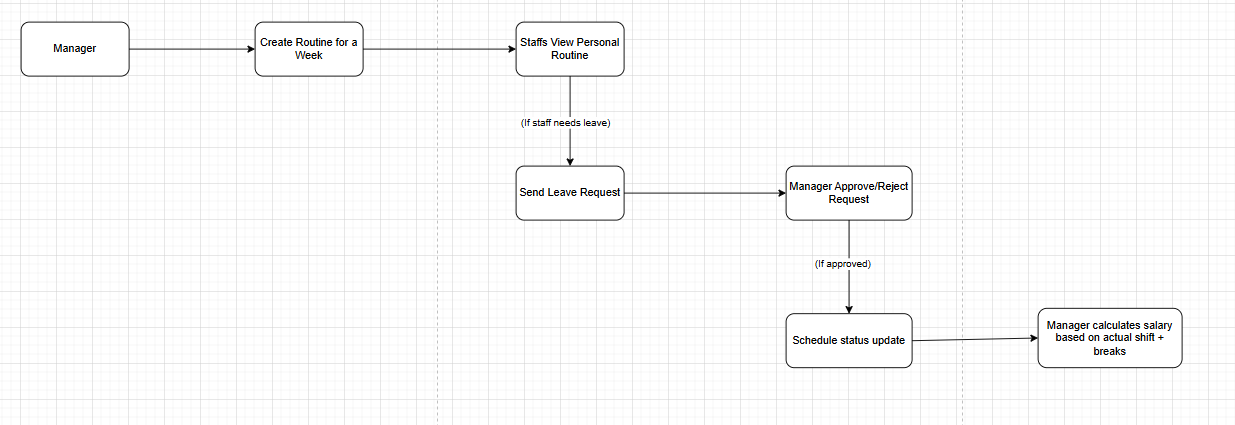 Manager
Create Routine for a
Week
Staffs View Personal
Routine
(If staff needs leave)
Send Leave Request
Manager Approve/Reject
Request
(If approved)
Schedule status update
Manager calculates salary
based on actual shift +
breaks